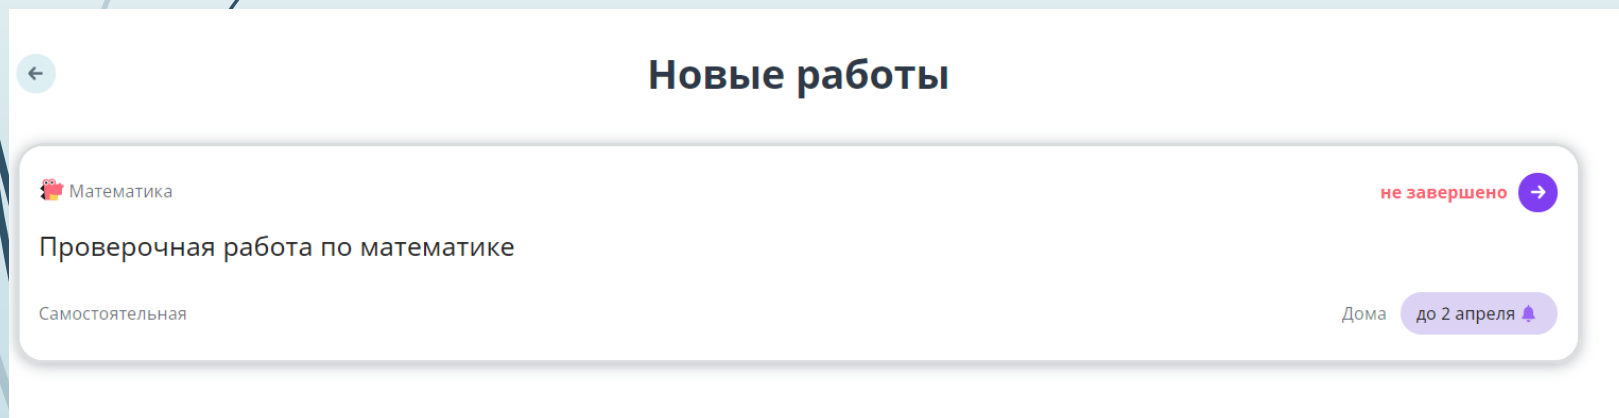 Новые работы
Математика
не завершено
Проверочная работа по математике
Самостоятельная
Дома
до 2 апреля